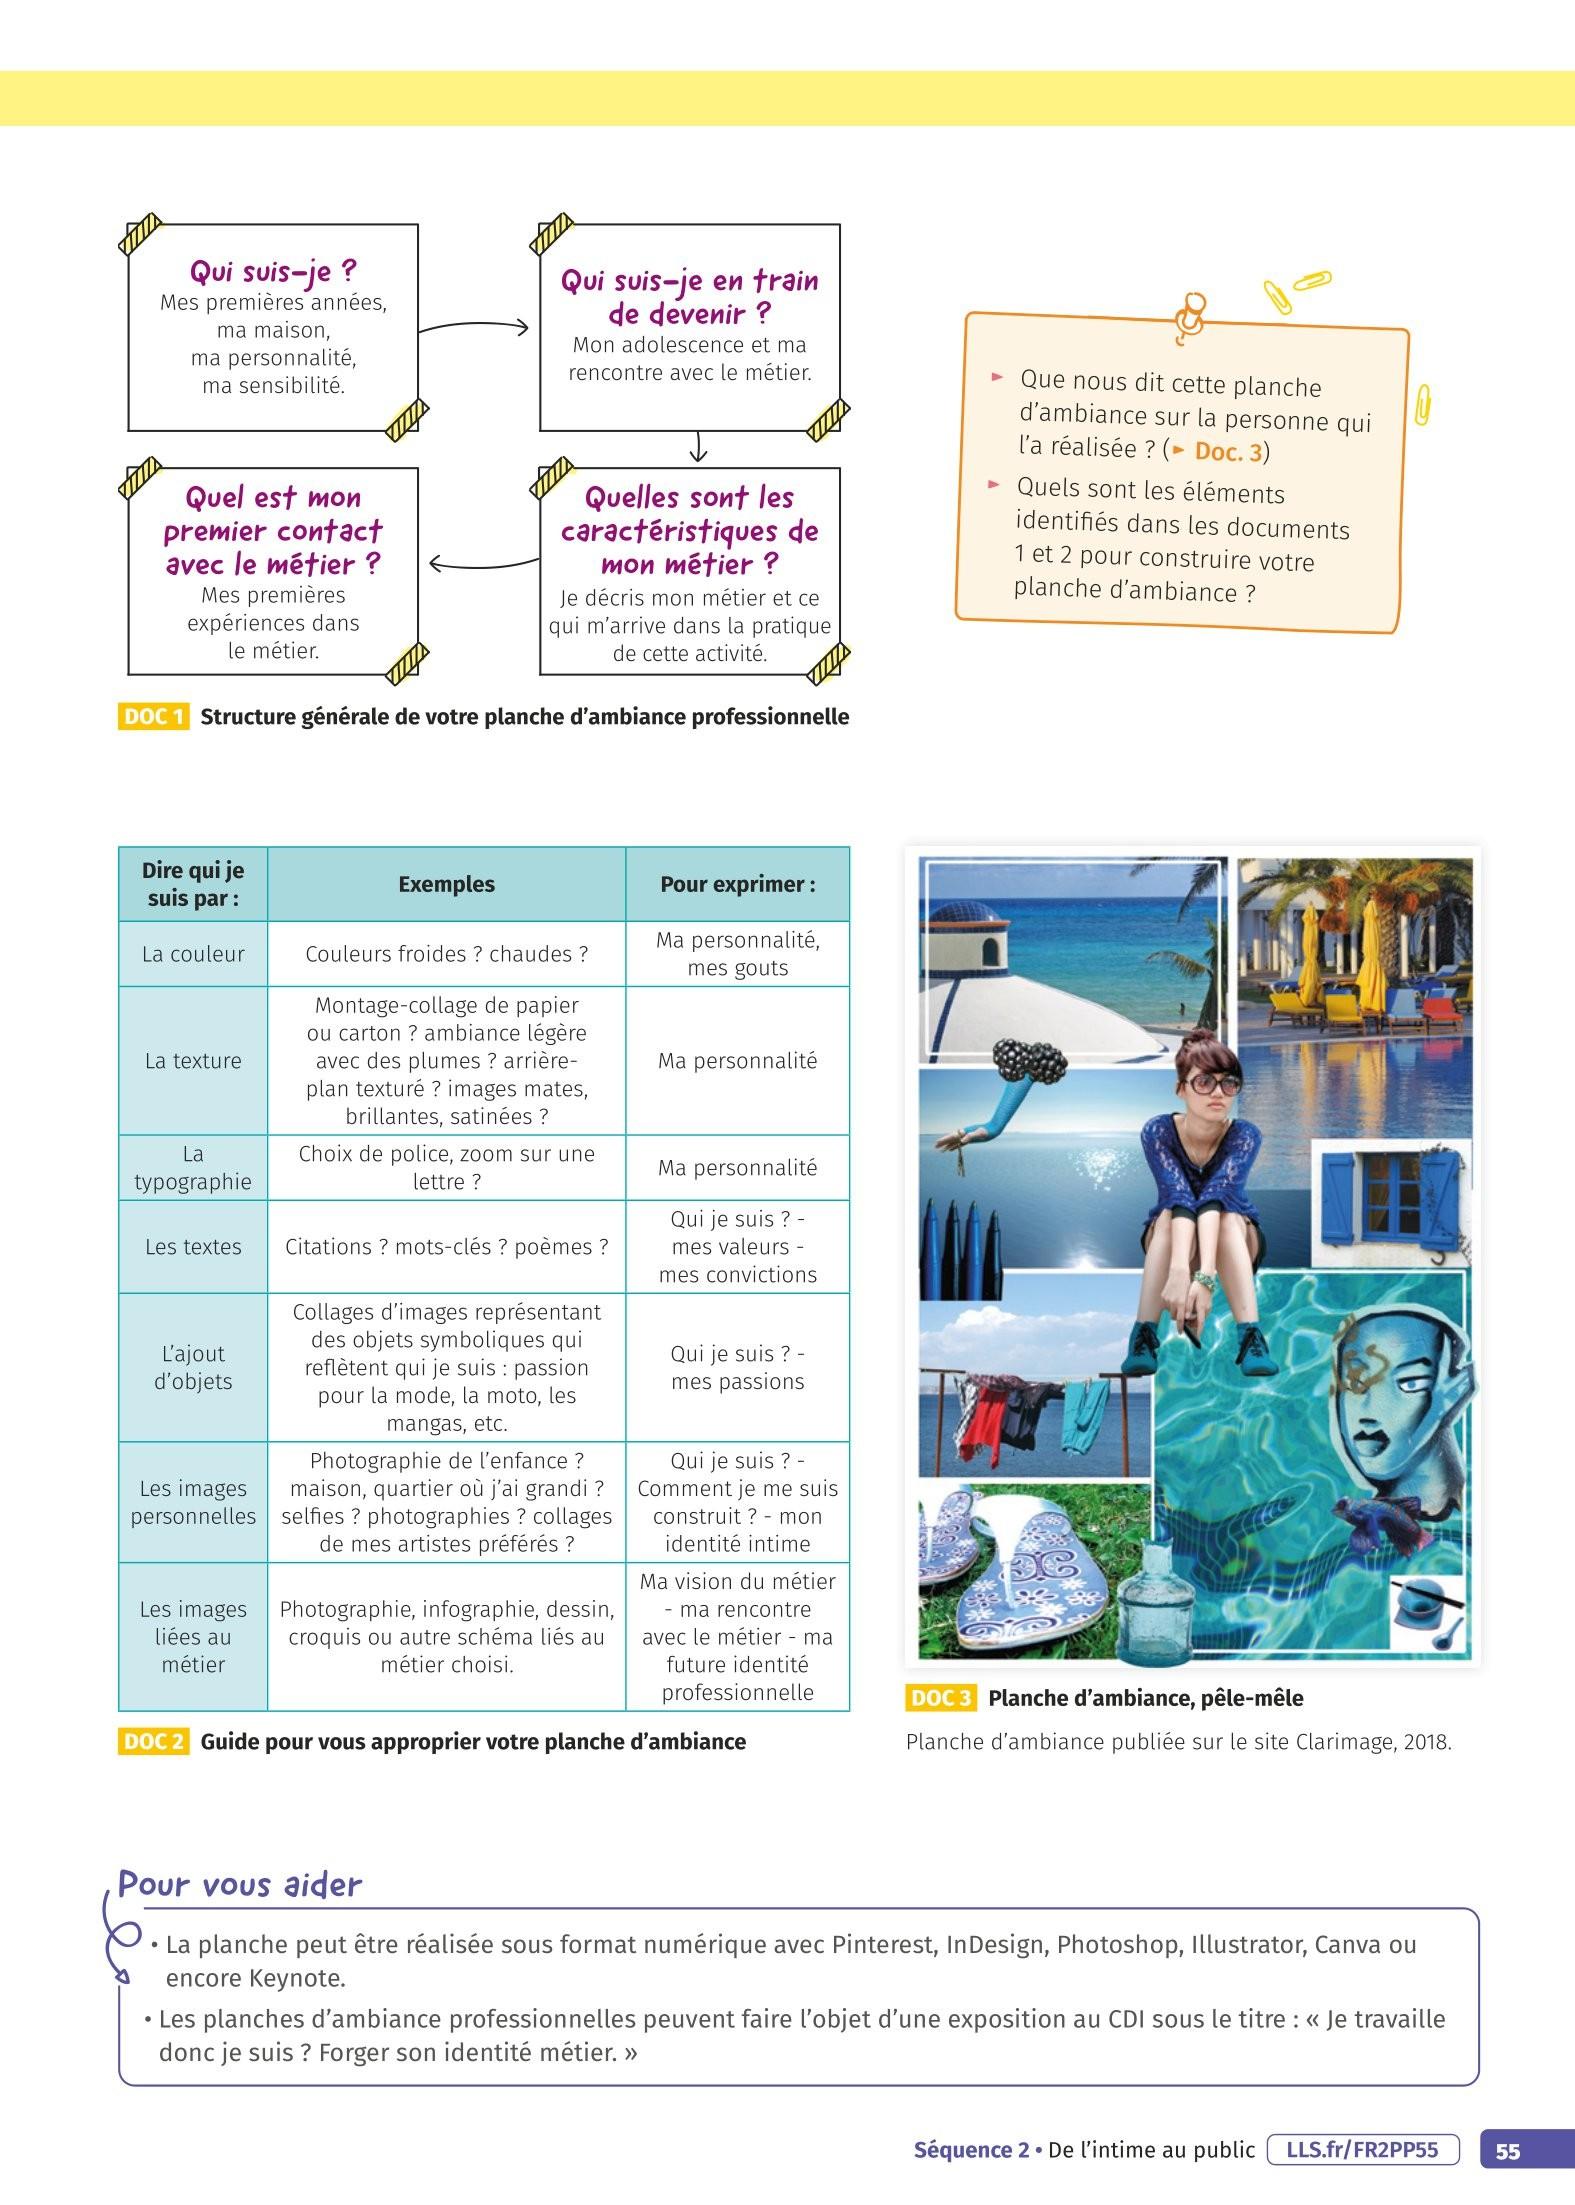 Qui suis-je ?
Mes premières années,
ma maison,
ma personnalité,
ma sensibilité.
Qui suis-je en train
de devenir ?
Mon adolescence et ma
rencontre avec le métier.
Quelles sont les
caractéristiques de
mon métier ?
Je décris mon métier et ce
qui m’arrive dans la pratique
de cette activité.
Quel est mon
premier contact
avec le métier ?
Mes premières
expériences dans
le métier.
DOC 1 Structure générale de votre planche d’ambiance professionnelle
► Que nous dit cette planche
d’ambiance sur la personne qui
l’a réalisée ? (► Doc. 3)
► Quels sont les éléments
identifiés dans les documents
1 et 2 pour construire votre
planche d’ambiance ?
Dire qui je
suis par :
Exemples
Pour exprimer :
La couleur
Couleurs froides ? chaudes ?
Ma personnalité,
mes gouts
La texture
Montage-collage de papier
ou carton ? ambiance légère
avec des plumes ? arrière-
plan texturé ? images mates,
brillantes, satinées ?
Ma personnalité
La
typographie
Choix de police, zoom sur une
lettre ?
Ma personnalité
Les textes
Citations ? mots-clés ? poèmes ?
Qui je suis ? -
mes valeurs -
mes convictions
L’ajout
d’objets
Collages d’images représentant
des objets symboliques qui
reflètent qui je suis : passion
pour la mode, la moto, les
mangas, etc.
Qui je suis ? -
mes passions
Les images
personnelles
Photographie de l’enfance ?
maison, quartier où j’ai grandi ?
selfies ? photographies ? collages
de mes artistes préférés ?
Qui je suis ? -
Comment je me suis
construit ? - mon
identité intime
Les images
liées au
métier
Photographie, infographie, dessin,
croquis ou autre schéma liés au
métier choisi.
Ma vision du métier
- ma rencontre
avec le métier - ma
future identité
professionnelle
DOC 2 Guide pour vous approprier votre planche d’ambiance
DOC 3 Planche d’ambiance, pêle-mêle
Planche d’ambiance publiée sur le site Clarimage, 2018.
Pour vous aider
• La planche peut être réalisée sous format numérique avec Pinterest, InDesign, Photoshop, Illustrator, Canva ou
encore Keynote.
• Les planches d’ambiance professionnelles peuvent faire l’objet d’une exposition au CDI sous le titre : « Je travaille
donc je suis ? Forger son identité métier. »
Séquence 2 • De l’intime au public LLS.fr/FR2PP55 55